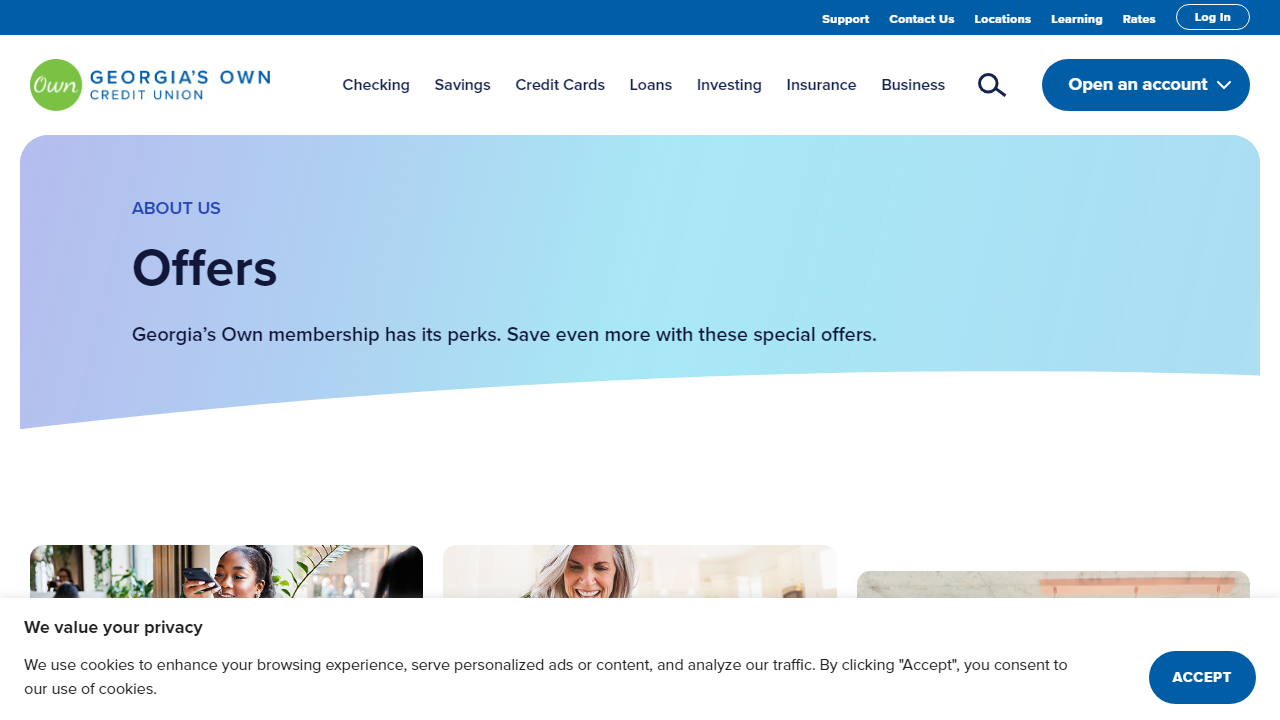 Support Contact Us Locations Learning Rates Log In
Own GEORGIA'S OWN
CREDIT UNION
Checking Savings Credit Cards Loans Investing Insurance Business Open an account
ABOUT US
Offers
Georgia’s Own membership has its perks. Save even more with these special offers.
We value your privacy
We use cookies to enhance your browsing experience, serve personalized ads or content, and analyze our traffic. By clicking "Accept", you consent to
our use of cookies.
ACCEPT